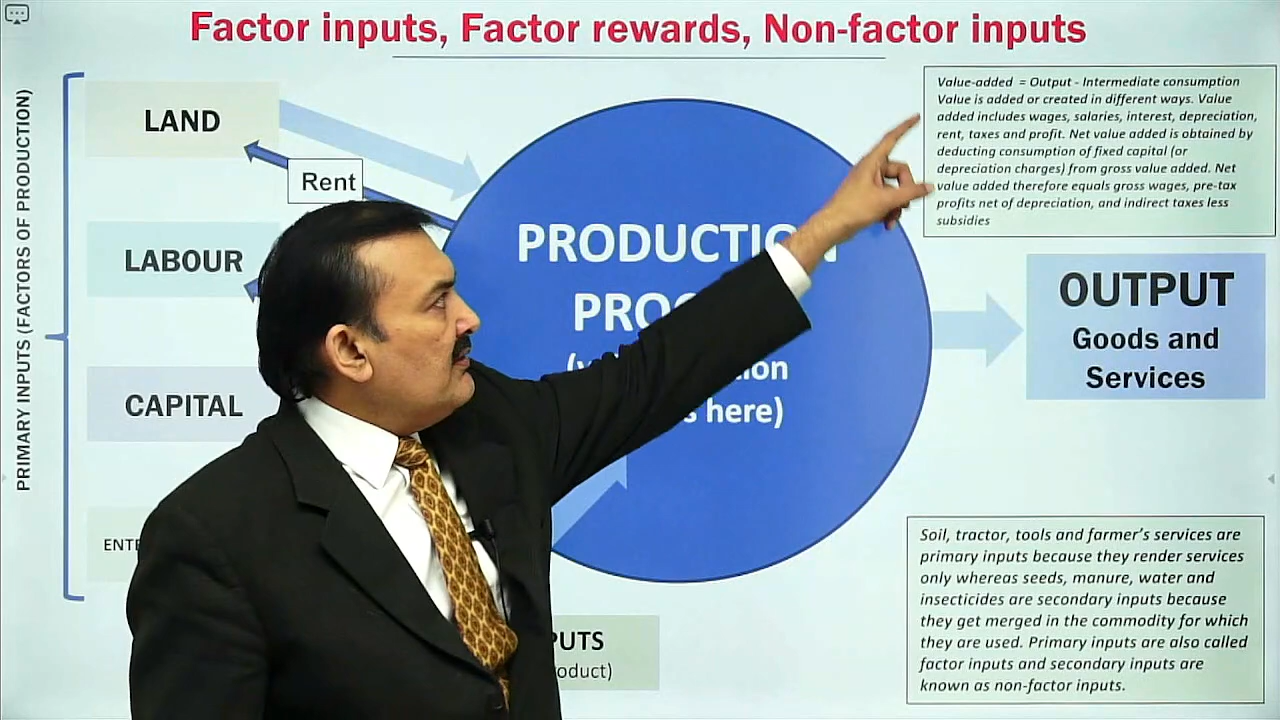 Factor inputs, Factor rewards, Non-factor inputs
PRIMARY INPUTS (FACTORS OF PRODUCTION)
LAND
Rent
LABOUR
CAPITAL
PRODUCTION
(
here)
Value-added = Output - Intermediate consumption
Value is added or created in different ways. Value
added includes wages, salaries, interest, depreciation,
rent, taxes and profit. Net value added is obtained by
deducting consumption of fixed capital (or
depreciation charges) from gross value added. Net
value added therefore equals gross wages, pre-tax
profits net of depreciation, and indirect taxes less
subsidies
OUTPUT
Goods and
Services
Soil, tractor, tools and farmer's services are
primary inputs because they render services
only whereas seeds, manure, water and
insecticides are secondary inputs because
they get merged in the commodity for which
they are used. Primary inputs are also called
factor inputs and secondary inputs are
known as non-factor inputs.